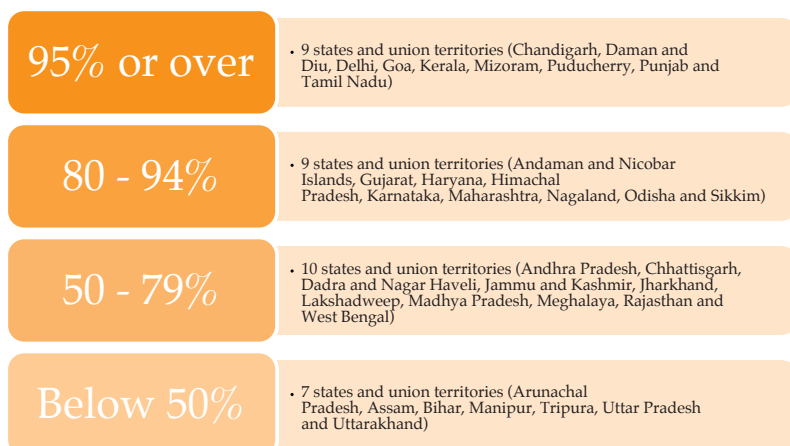 95% or over
• 9 states and union territories (Chandigarh, Daman and
Diu, Delhi, Goa, Kerala, Mizoram, Puducherry, Punjab and
Tamil Nadu)
80 - 94%
• 9 states and union territories (Andaman and Nicobar
Islands, Gujarat, Haryana, Himachal
Pradesh, Karnataka, Maharashtra, Nagaland, Odisha and Sikkim)
50 - 79%
• 10 states and union territories (Andhra Pradesh, Chhattisgarh,
Dadra and Nagar Haveli, Jammu and Kashmir, Jharkhand,
Lakshadweep, Madhya Pradesh, Meghalaya, Rajasthan and
West Bengal)
Below 50%
• 7 states and union territories (Arunachal
Pradesh, Assam, Bihar, Manipur, Tripura, Uttar Pradesh
and Uttarakhand)